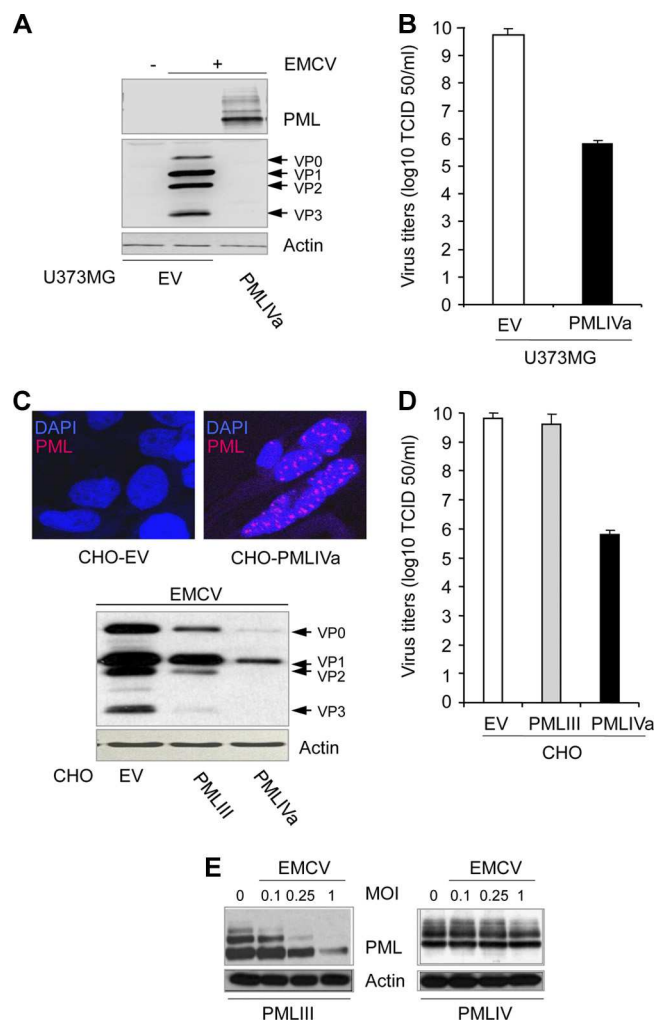 A
- + EMCV
PML
VP0
VP1
VP2
VP3
Actin
U373MG EV PMLIVa
B
Virus titers (log10 TCID 50/ml)
10
9
8
7
6
5
4
3
2
1
0
EV PMLIVa
U373MG
C
DAPI DAPI
PML PML
CHO-EV CHO-PMLIVa
EMCV
VP0
VP1
VP2
VP3
Actin
CHO EV PMLIII PMLIVa
D
Virus titers (log10 TCID 50/ml)
10
9
8
7
6
5
4
3
2
1
0
EV PMLIII PMLIVa
CHO
E
EMCV EMCV
0 0.1 0.25 1 MOI 0 0.1 0.25 1
PML
Actin
PMLIII PMLIV